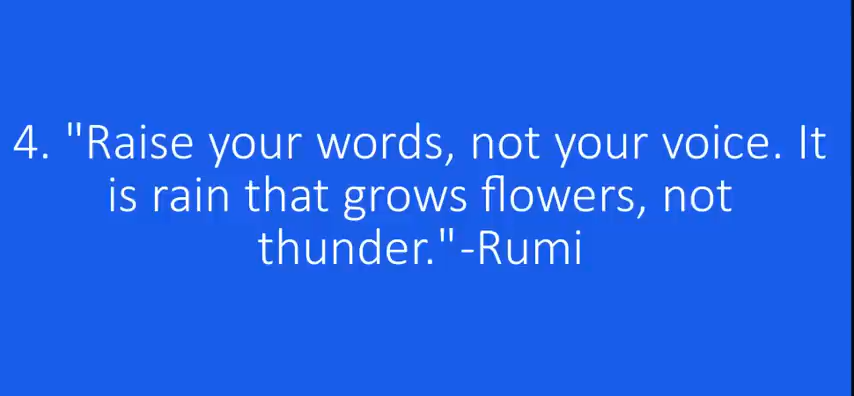 4. "Raise your words, not your voice. It
is rain that grows flowers, not
thunder."-Rumi